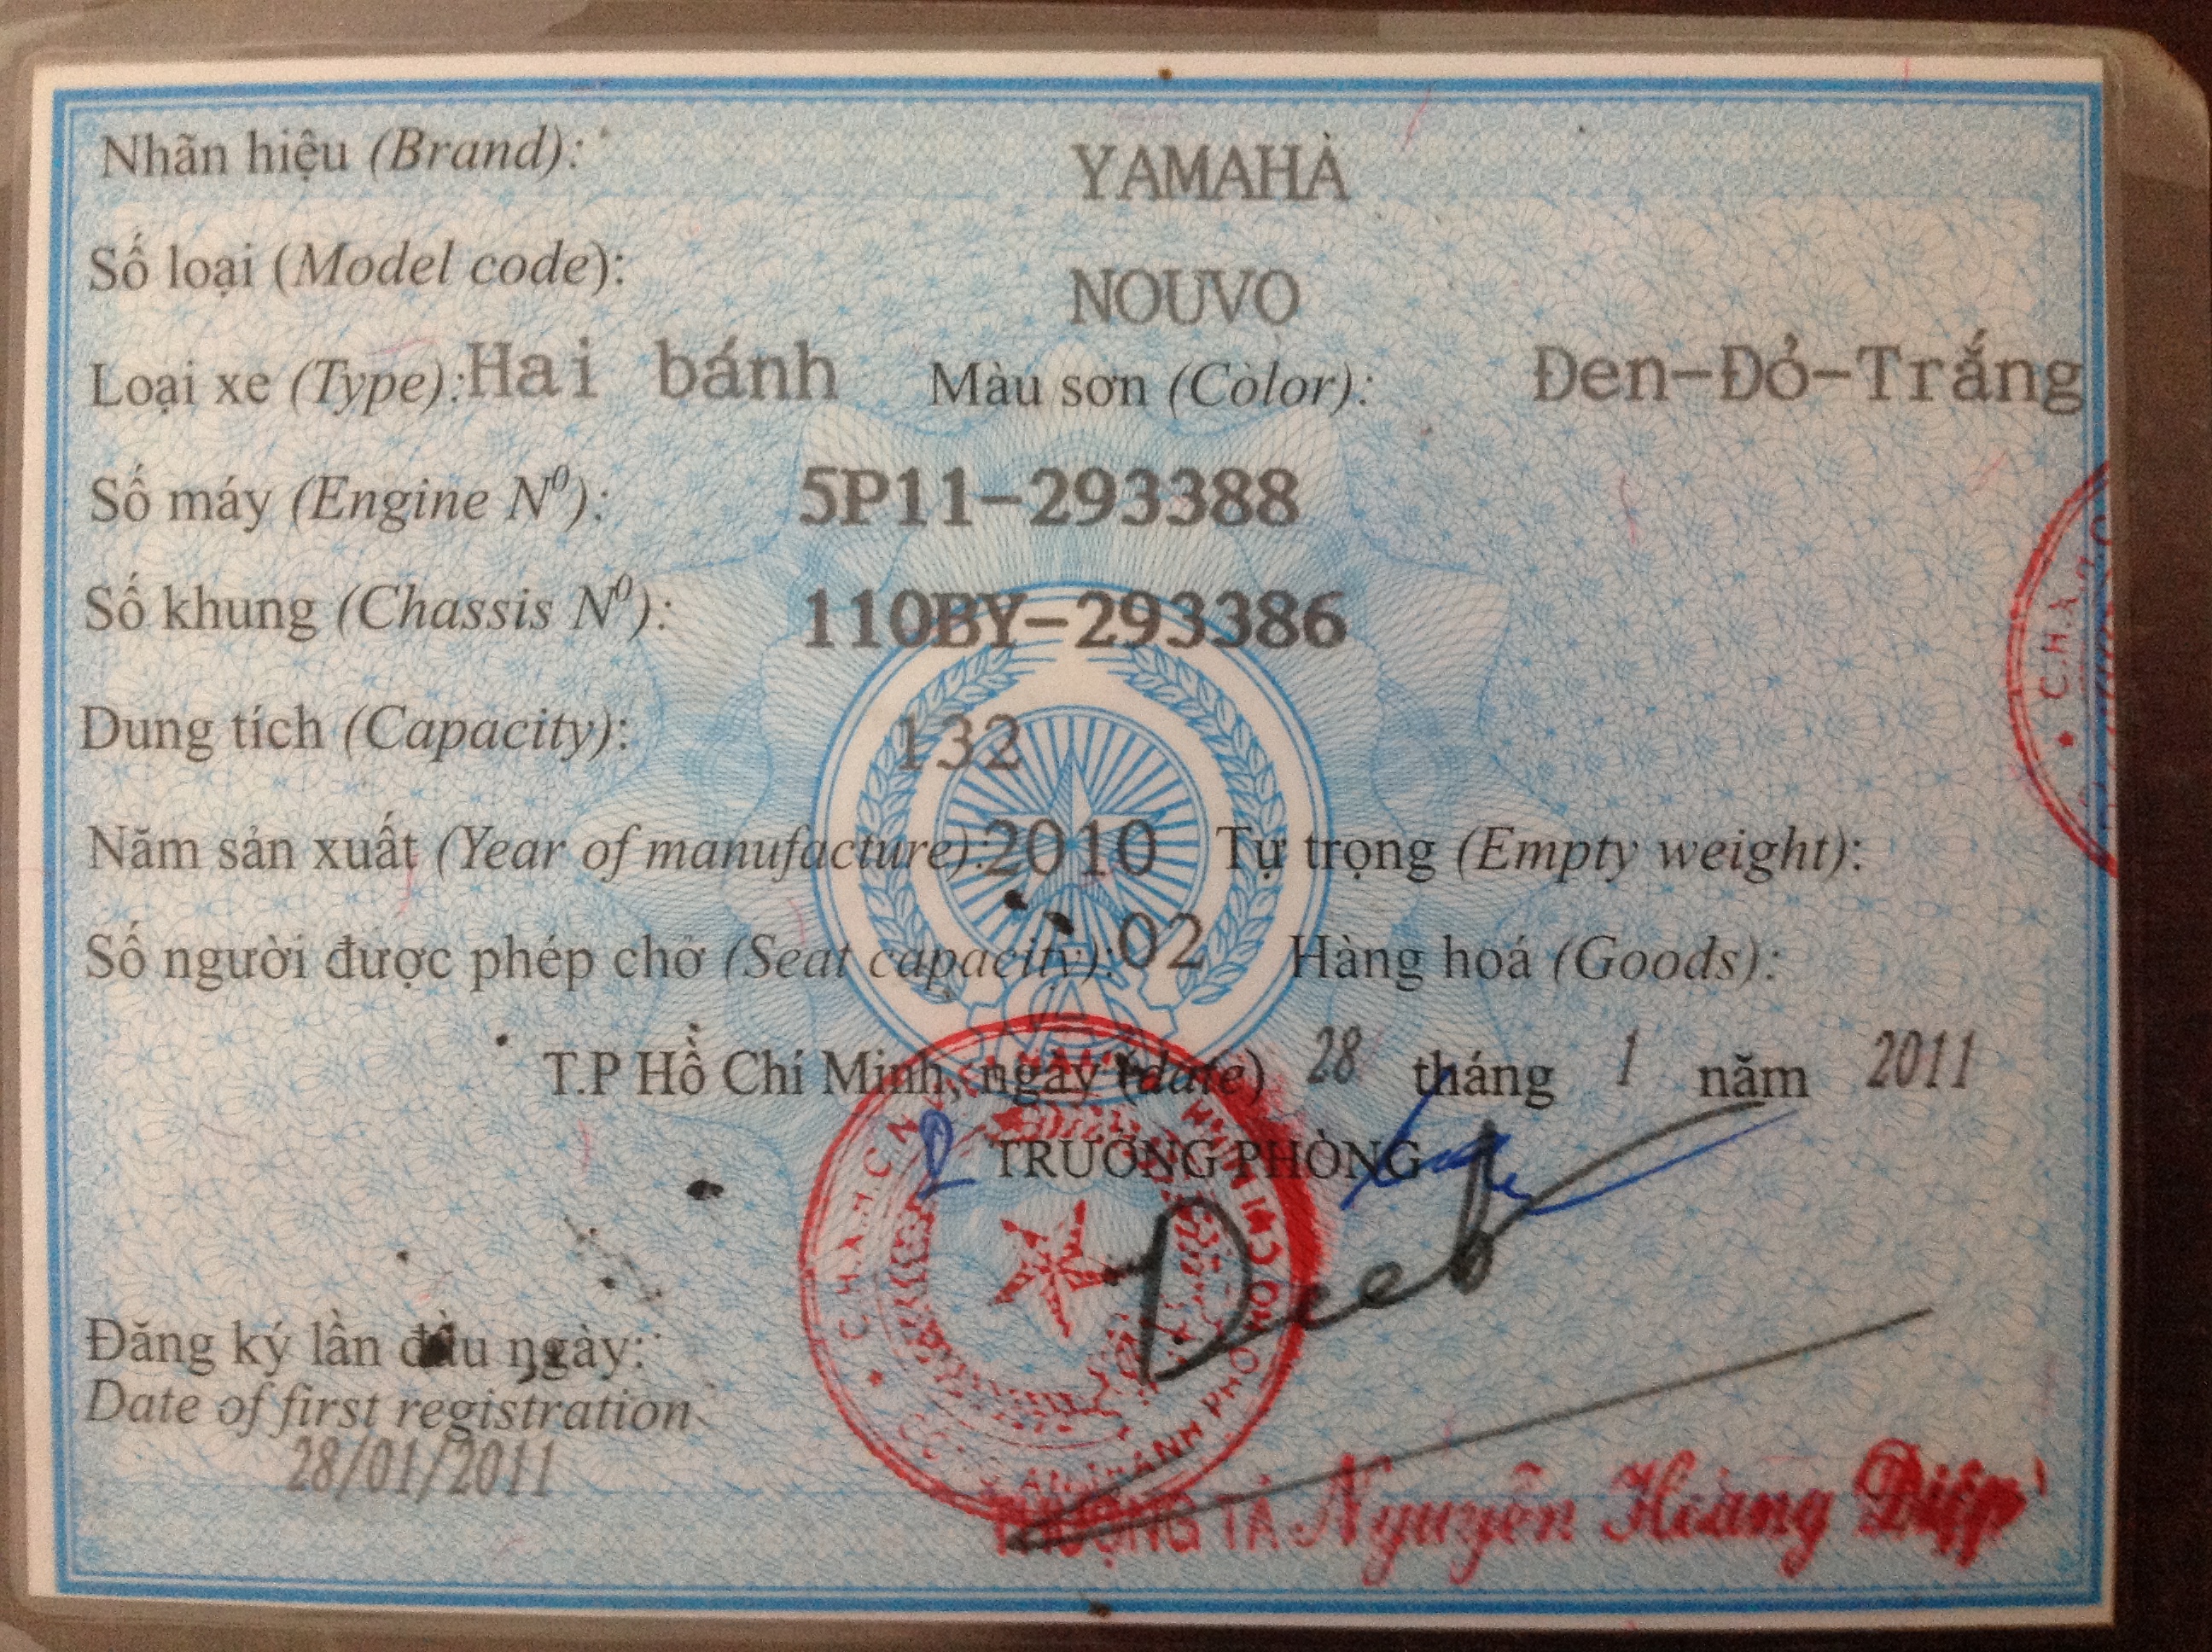 Nhãn hiệu (Brand): YAMAHA
Số loại (Model code): NOUVO
Loại xe (Type): Hai bánh Màu sơn (Color): Đen-Đỏ-Trắng
Số máy (Engine N⁰): 5P11-293388
Số khung (Chassis N⁰): 110BY-293386
Dung tích (Capacity): 132
Năm sản xuất (Year of manufacture): 2010 Tự trọng (Empty weight):
Số người được phép chở (Seat capacity): 02 Hàng hoá (Goods):
T.P Hồ Chí Minh, ngày (date) 28 tháng 1 năm 2011
TRƯỞNG PHÒNG
Đăng ký lần đầu ngày:
Date of first registration
28/01/2011
THƯỢNG TÁ Nguyễn Hoàng Điệp
C.H.X.H.C.N